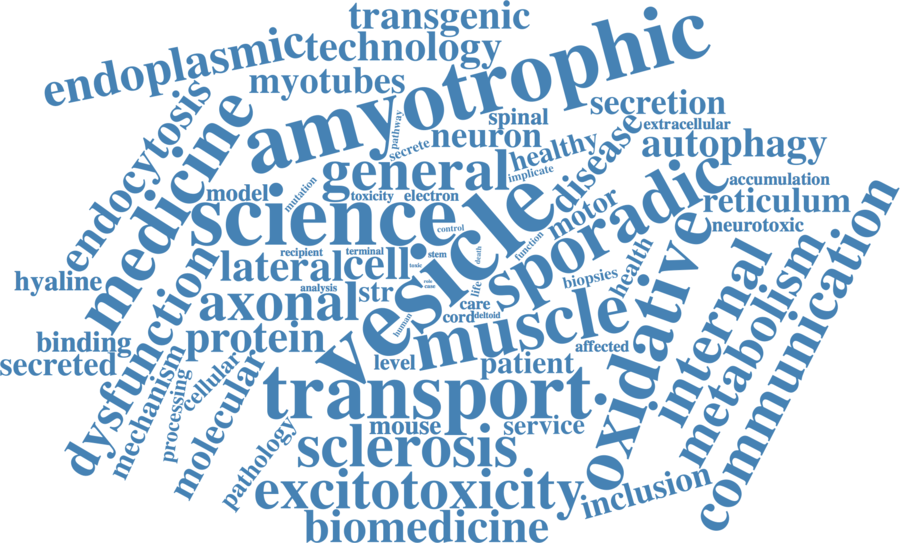 transgenic
endoplasmic
technology
amyotrophic
myotubes
secretion
endocytosis
medicine
pathway
spinal
extracellular
neuron
secrete
healthy
disease
autophagy
general
implicate
model
mutation
toxicity
electron
motor
sporadic
accumulation
reticulum
science
control
vesicle
function
neurotoxic
communication
recipient
terminal
stem
death
hyaline
lateral
cell
toxic
health
oxidative
internal
metabolism
analysis
role
case
life
biopsies
axonal
str
care
human
cord
deltoid
muscle
dysfunction
binding
protein
affected
secreted
mechanism
processing
cellular
molecular
level
patient
transport
mouse
service
pathology
sclerosis
excitotoxicity
inclusion
biomedicine